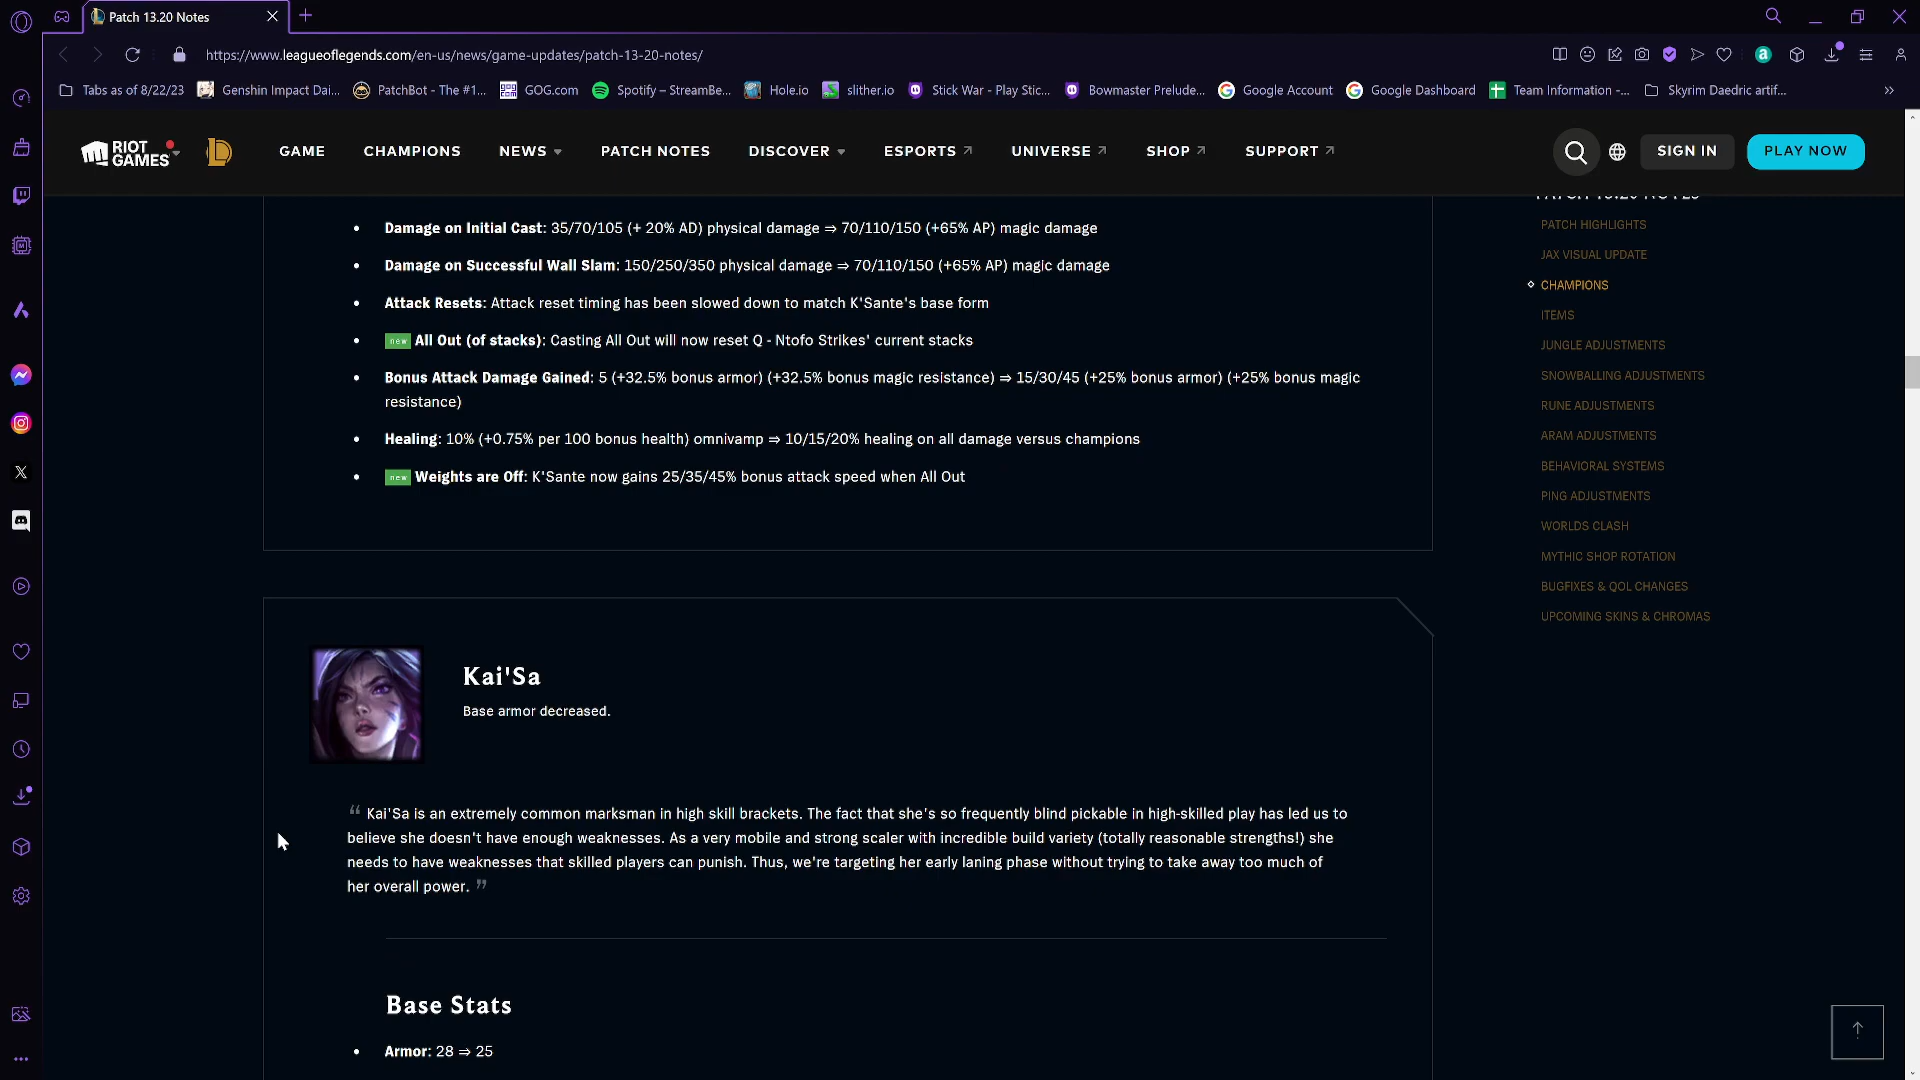 Patch 13.20 Notes
https://www.leagueoflegends.com/en-us/news/game-updates/patch-13-20-notes/
Tabs as of 8/22/23
Genshin Impact Dai...
PatchBot - The #1...
GOG.com
Spotify – StreamBe...
Hole.io
slither.io
Stick War - Play Stic...
Bowmaster Prelude...
Google Account
Google Dashboard
Team Information -...
Skyrim Daedric artif...
RIOT
GAMES
GAME
CHAMPIONS
NEWS
PATCH NOTES
DISCOVER
ESPORTS
UNIVERSE
SHOP
SUPPORT
SIGN IN
PLAY NOW
• Damage on Initial Cast: 35/70/105 (+ 20% AD) physical damage ⇒ 70/110/150 (+65% AP) magic damage
• Damage on Successful Wall Slam: 150/250/350 physical damage ⇒ 70/110/150 (+65% AP) magic damage
• Attack Resets: Attack reset timing has been slowed down to match K'Sante's base form
• new All Out (of stacks): Casting All Out will now reset Q - Ntofo Strikes' current stacks
• Bonus Attack Damage Gained: 5 (+32.5% bonus armor) (+32.5% bonus magic resistance) ⇒ 15/30/45 (+25% bonus armor) (+25% bonus magic
resistance)
• Healing: 10% (+0.75% per 100 bonus health) omnivamp ⇒ 10/15/20% healing on all damage versus champions
• new Weights are Off: K'Sante now gains 25/35/45% bonus attack speed when All Out
Kai'Sa
Base armor decreased.
“ Kai'Sa is an extremely common marksman in high skill brackets. The fact that she's so frequently blind pickable in high-skilled play has led us to
believe she doesn't have enough weaknesses. As a very mobile and strong scaler with incredible build variety (totally reasonable strengths!) she
needs to have weaknesses that skilled players can punish. Thus, we're targeting her early laning phase without trying to take away too much of
her overall power. ”
Base Stats
• Armor: 28 ⇒ 25
PATCH 13.20 NOTES
PATCH HIGHLIGHTS
JAX VISUAL UPDATE
CHAMPIONS
ITEMS
JUNGLE ADJUSTMENTS
SNOWBALLING ADJUSTMENTS
RUNE ADJUSTMENTS
ARAM ADJUSTMENTS
BEHAVIORAL SYSTEMS
PING ADJUSTMENTS
WORLDS CLASH
MYTHIC SHOP ROTATION
BUGFIXES & QOL CHANGES
UPCOMING SKINS & CHROMAS